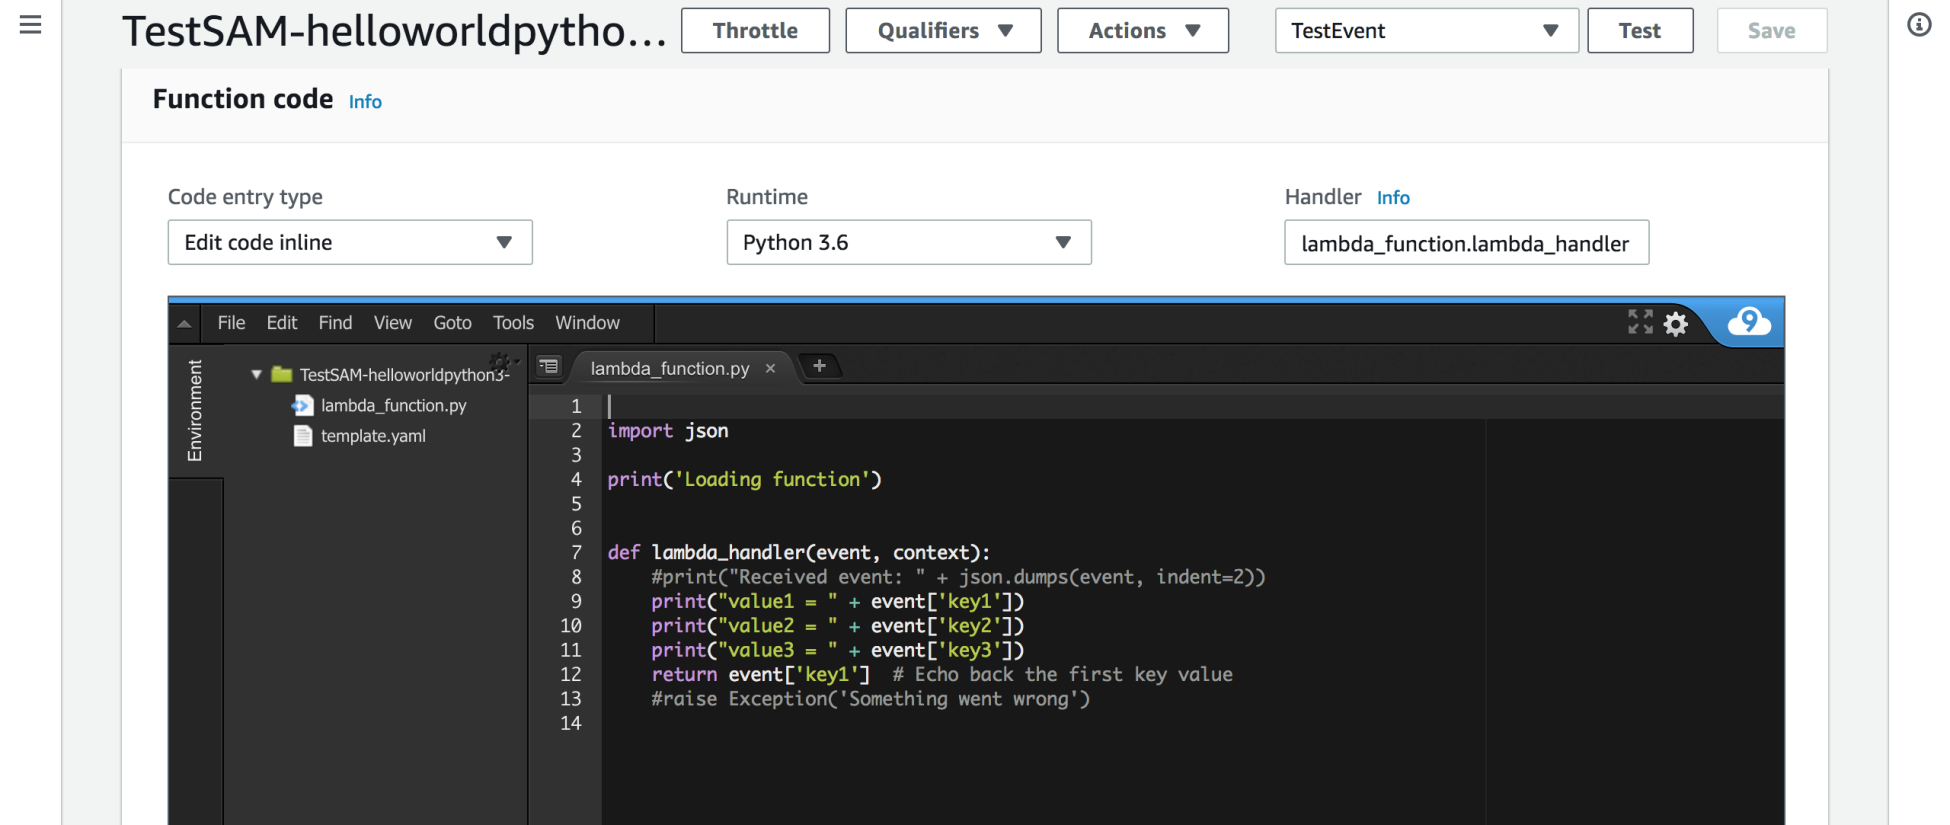 TestSAM-helloworldpytho... Throttle Qualifiers Actions TestEvent Test Save
Function code Info
Code entry type Runtime Handler Info
Edit code inline Python 3.6 lambda_function.lambda_handler
File Edit Find View Goto Tools Window 9
Environment
TestSAM-helloworldpython3-
lambda_function.py
template.yaml
lambda_function.py × +
1
2 import json
3
4 print('Loading function')
5
6
7 def lambda_handler(event, context):
8 #print("Received event: " + json.dumps(event, indent=2))
9 print("value1 = " + event['key1'])
10 print("value2 = " + event['key2'])
11 print("value3 = " + event['key3'])
12 return event['key1']  # Echo back the first key value
13 #raise Exception('Something went wrong')
14